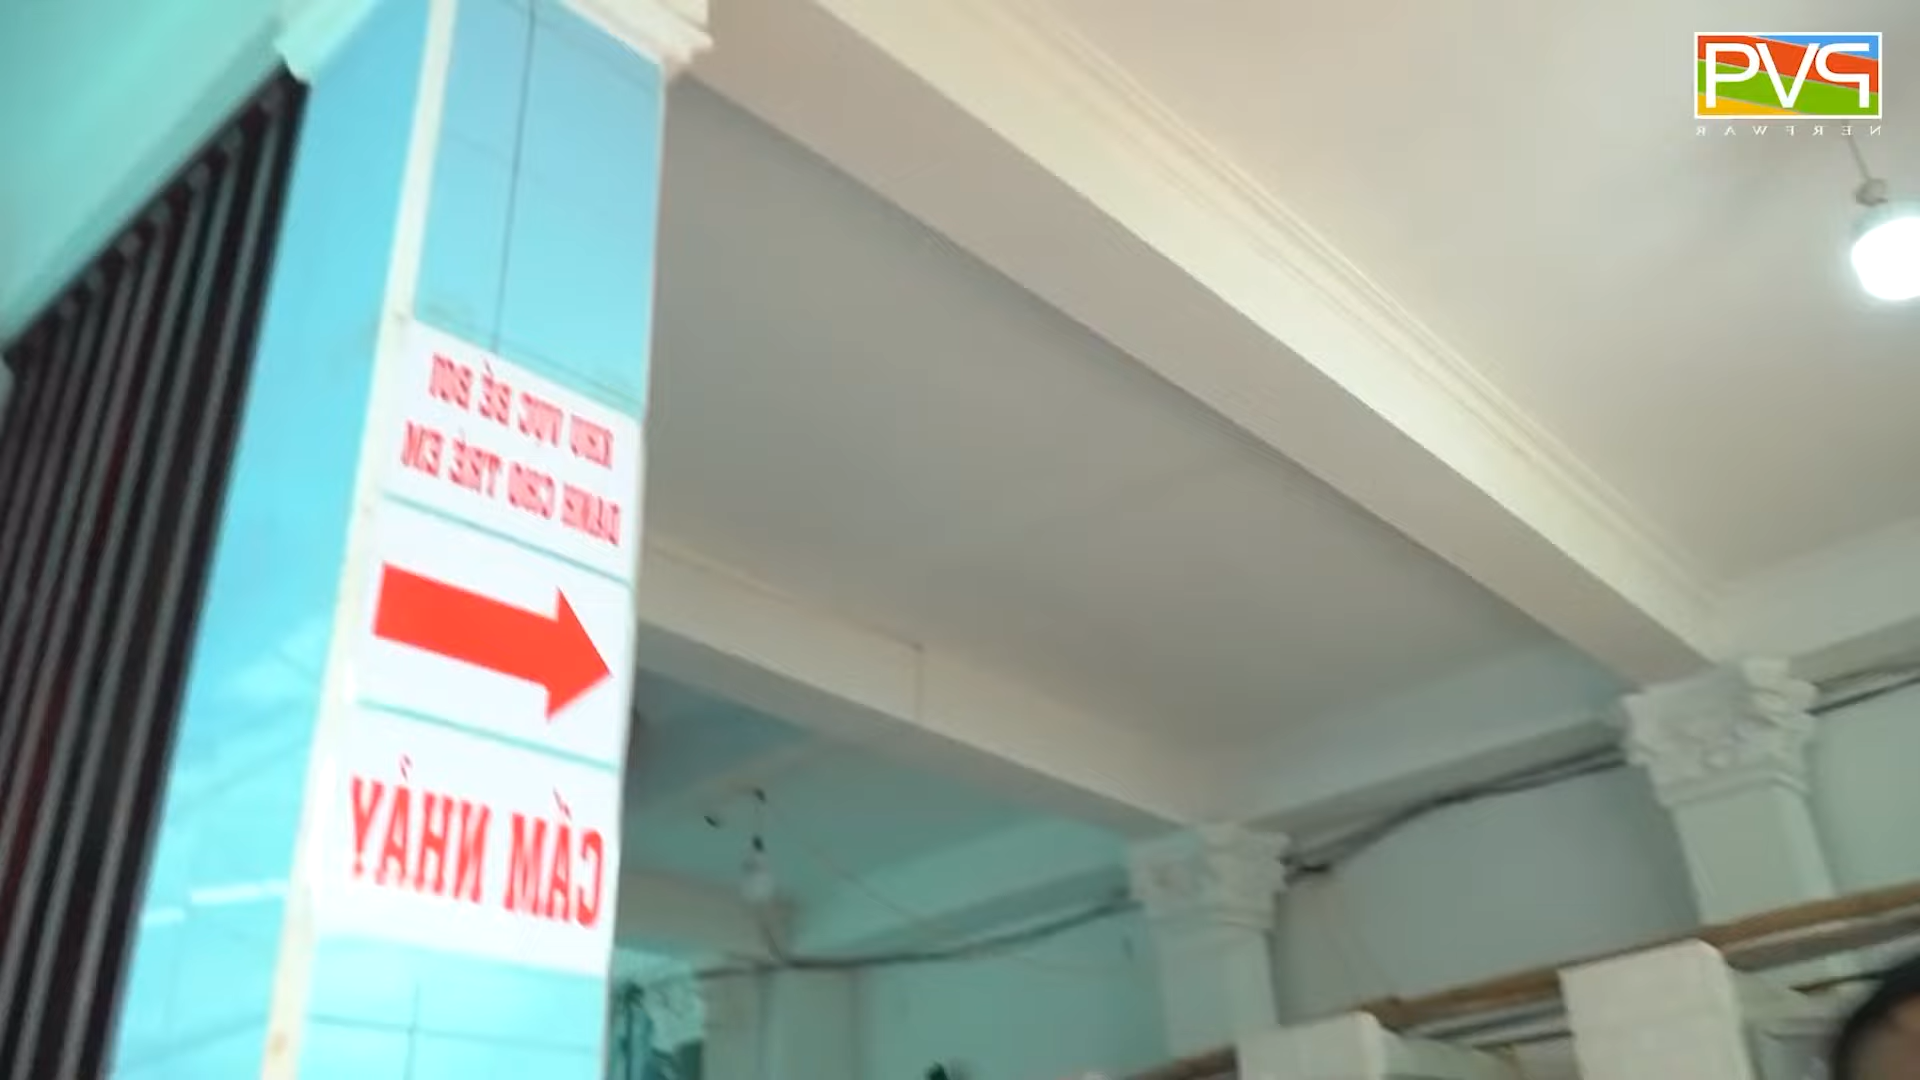 KHU VỰC BỂ BƠI
DÀNH CHO TRẺ EM
CẤM NHẢY
PVP
NERFWAR